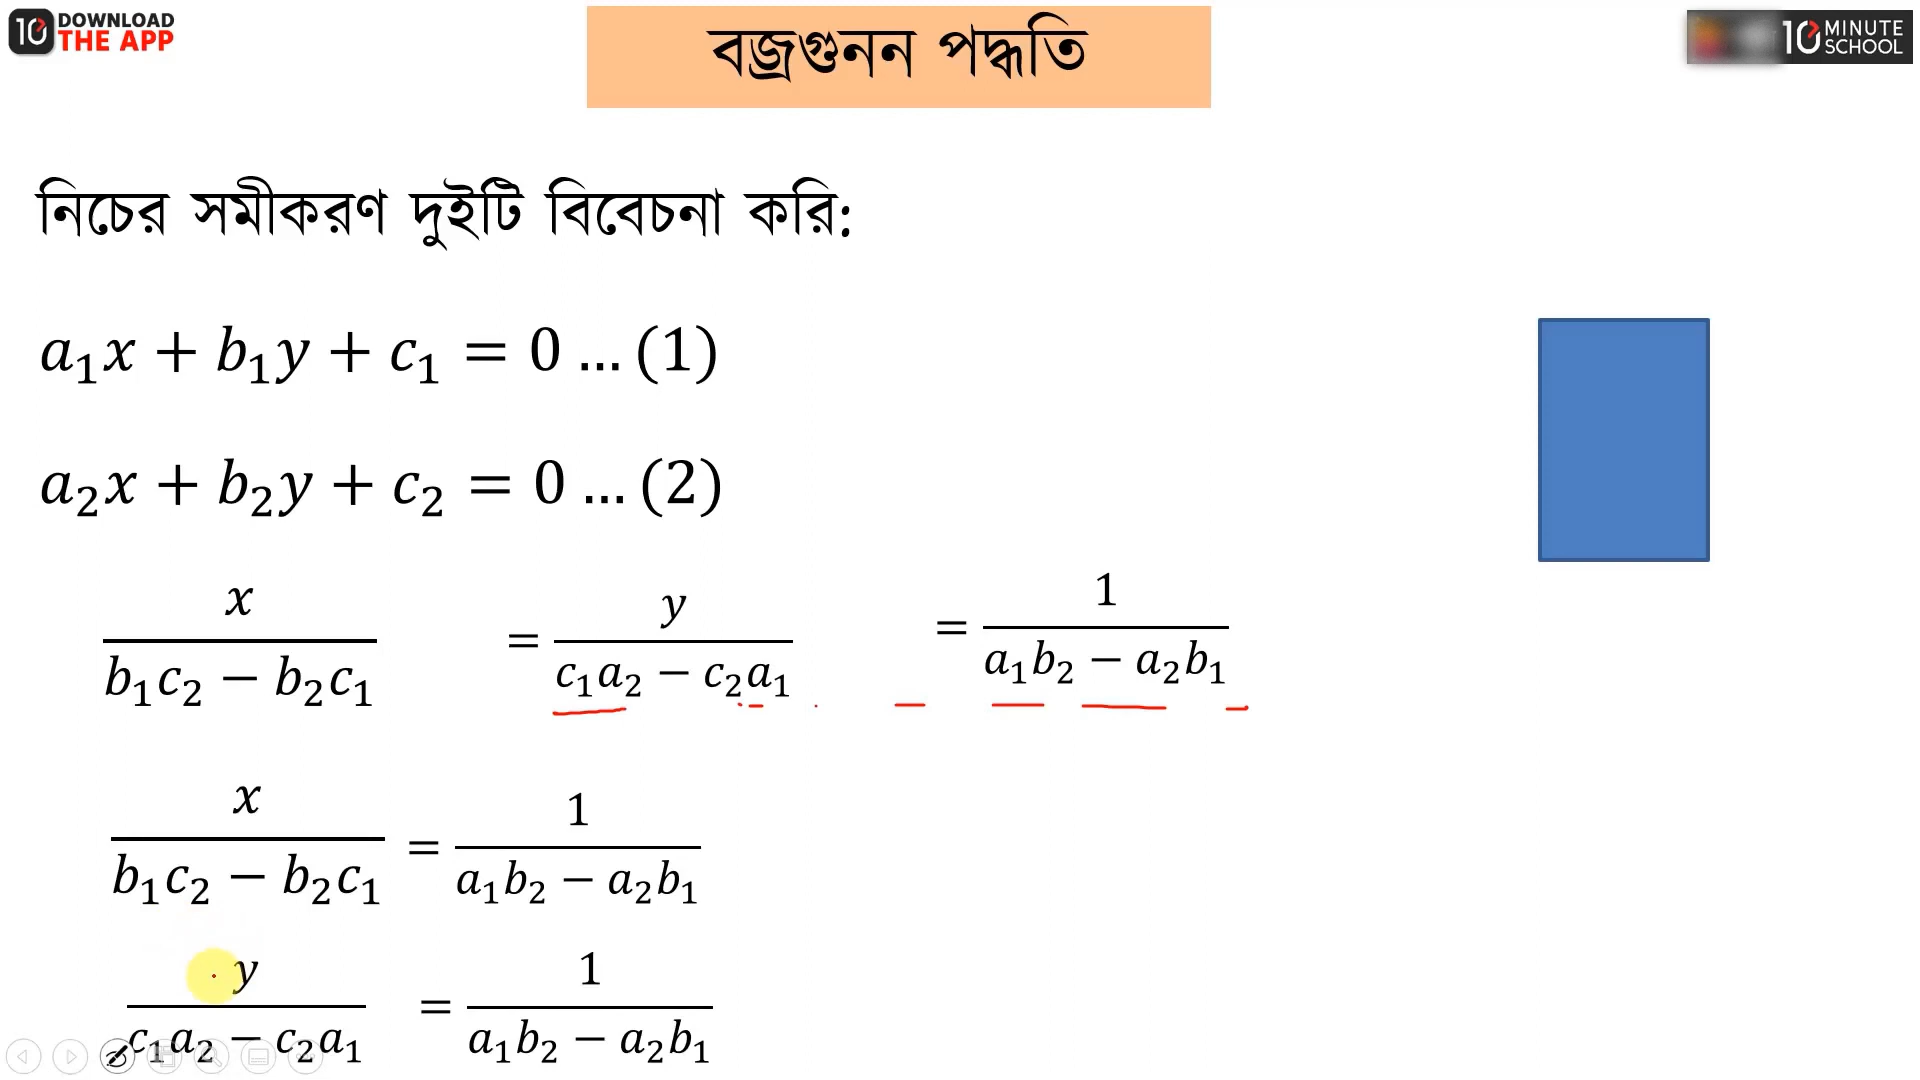 10 DOWNLOAD THE APP
10 MINUTE SCHOOL
বজ্রগুনন পদ্ধতি
নিচের সমীকরণ দুইটি বিবেচনা করি:
a₁x + b₁y + c₁ = 0 ... (1)
a₂x + b₂y + c₂ = 0 ... (2)
x/(b₁c₂ − b₂c₁) = y/(c₁a₂ − c₂a₁) = 1/(a₁b₂ − a₂b₁)
x/(b₁c₂ − b₂c₁) = 1/(a₁b₂ − a₂b₁)
y/(c₁a₂ − c₂a₁) = 1/(a₁b₂ − a₂b₁)